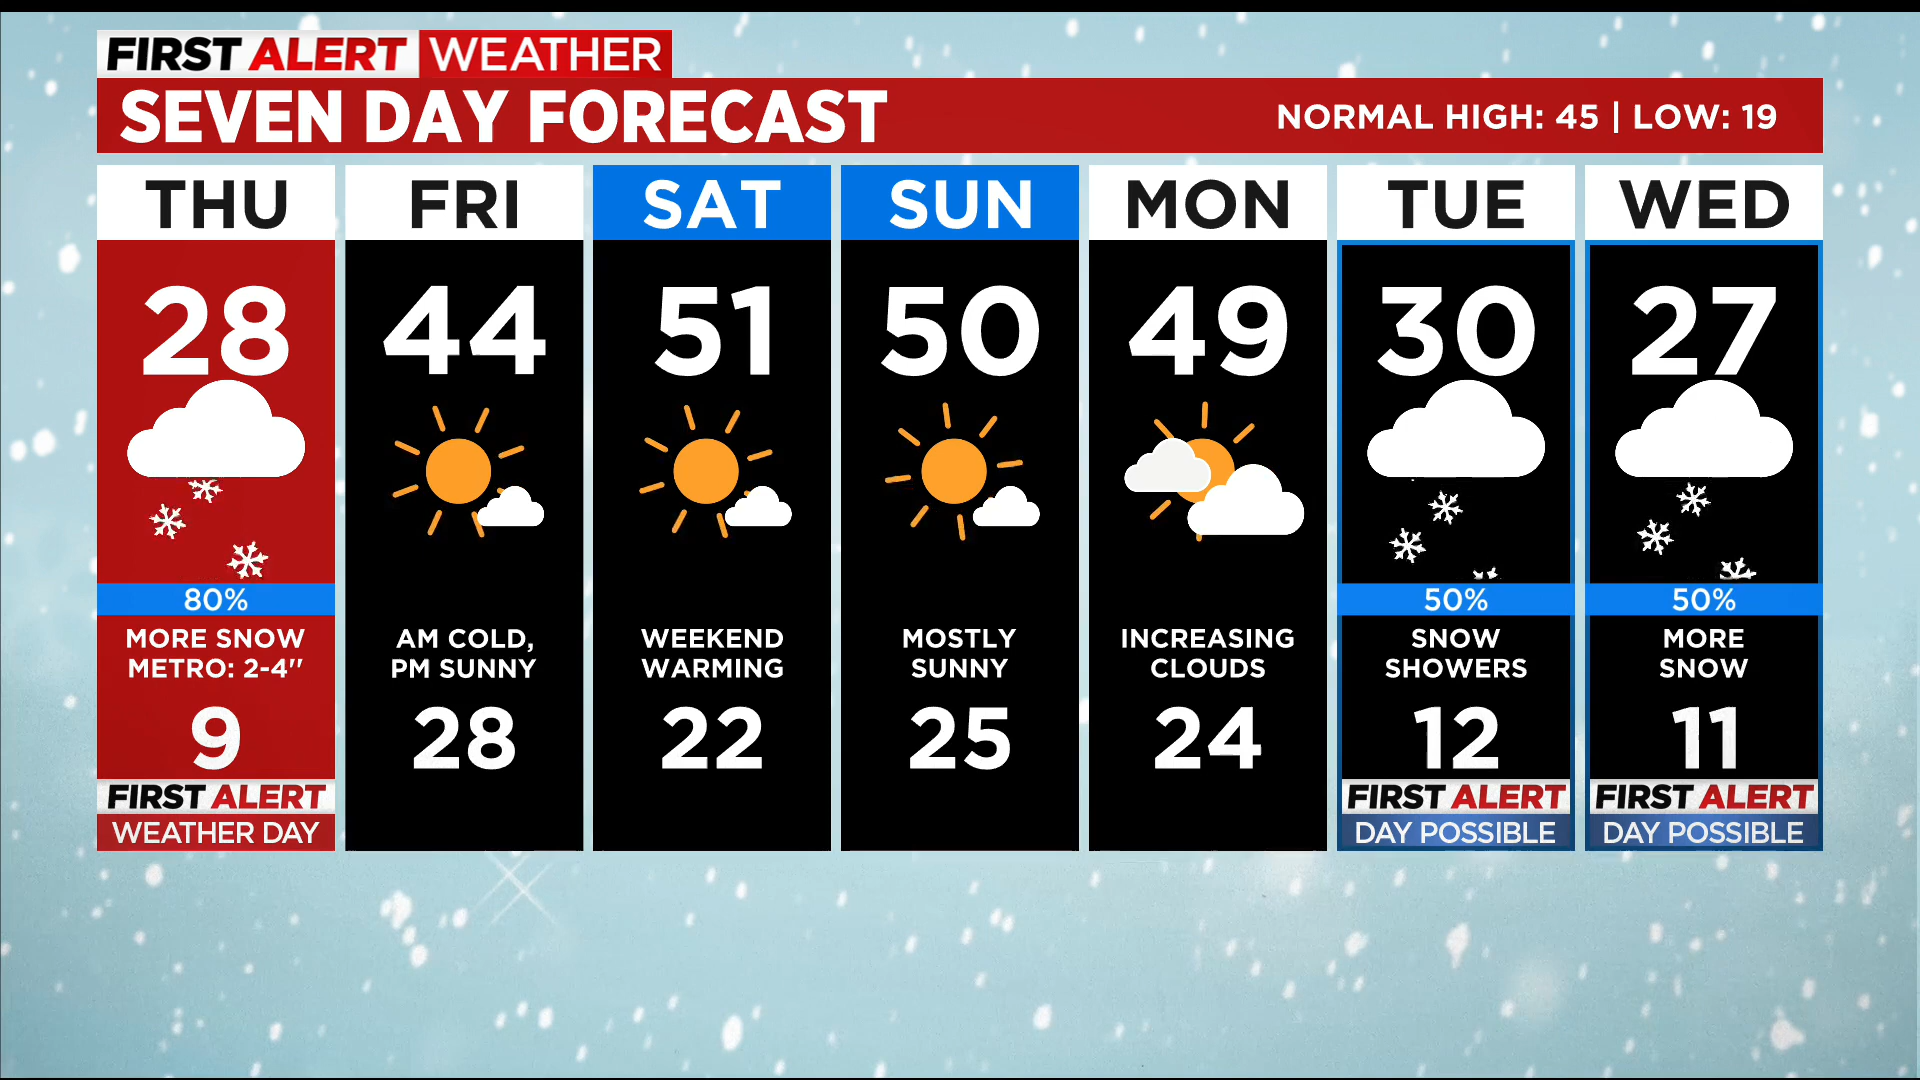 FIRST ALERT WEATHER
SEVEN DAY FORECAST
NORMAL HIGH: 45 | LOW: 19
THU
28
80%
MORE SNOW
METRO: 2-4"
9
FIRST ALERT
WEATHER DAY
FRI
44
AM COLD,
PM SUNNY
28
SAT
51
WEEKEND
WARMING
22
SUN
50
MOSTLY
SUNNY
25
MON
49
INCREASING
CLOUDS
24
TUE
30
50%
SNOW
SHOWERS
12
FIRST ALERT
DAY POSSIBLE
WED
27
50%
MORE
SNOW
11
FIRST ALERT
DAY POSSIBLE